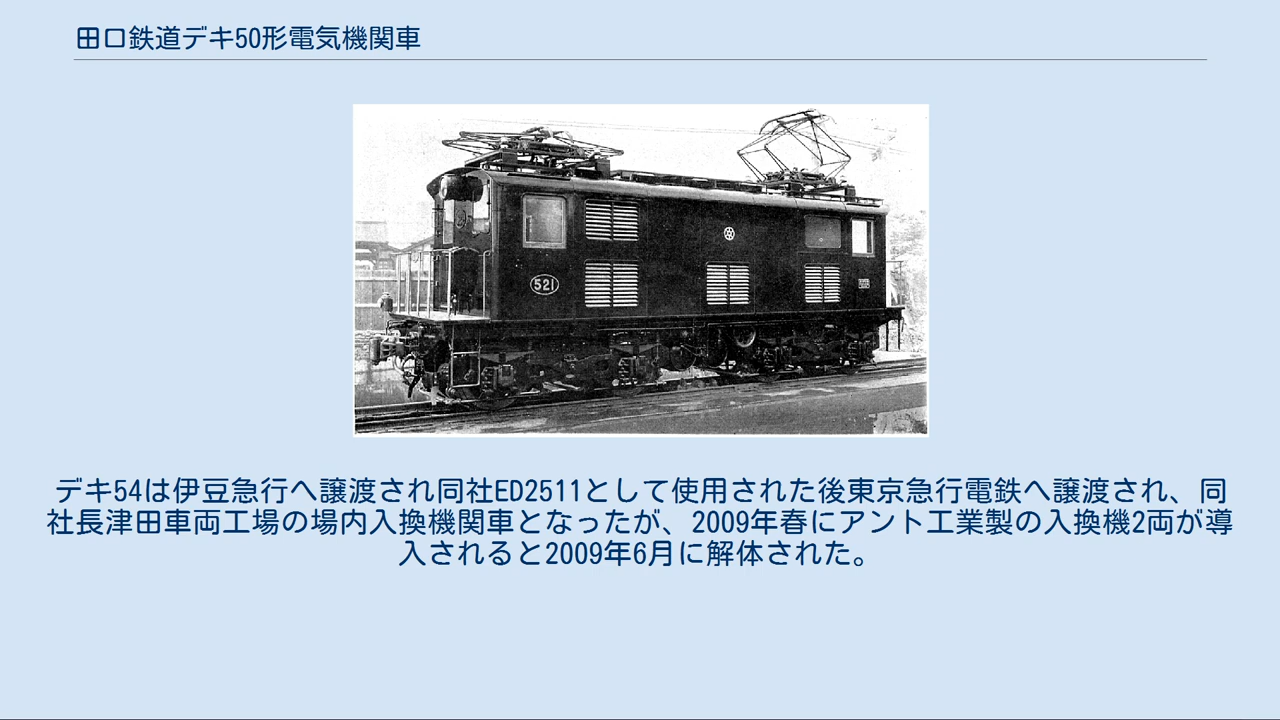 田口鉄道デキ50形電気機関車
521
デキ54は伊豆急行へ譲渡され同社ED2511として使用された後東京急行電鉄へ譲渡され、同
社長津田車両工場の場内入換機関車となったが、2009年春にアント工業製の入換機2両が導
入されると2009年6月に解体された。